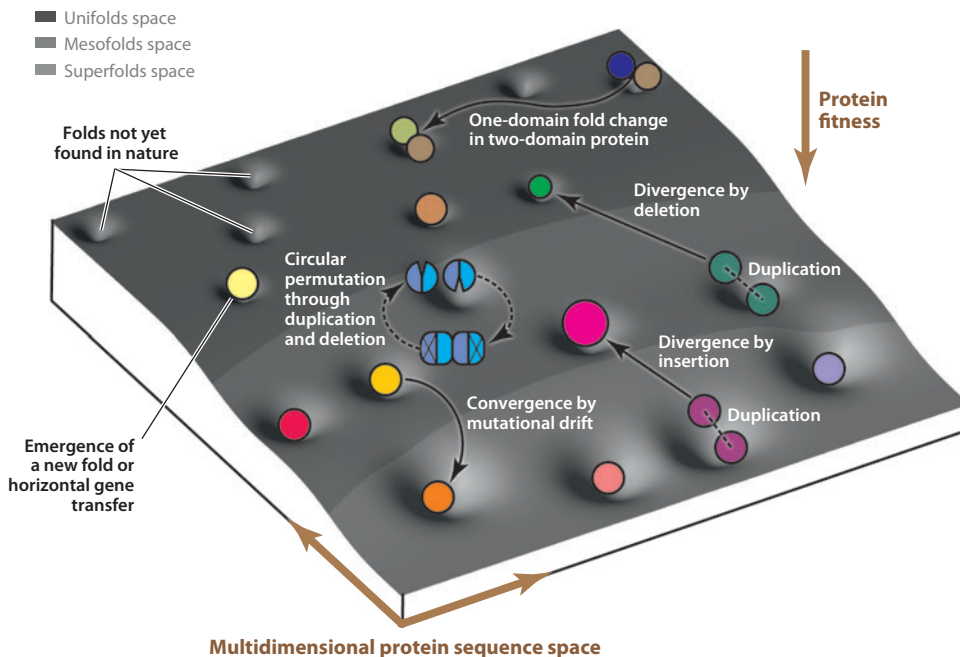 Unifolds space
Mesofolds space
Superfolds space
Folds not yet
found in nature
One-domain fold change
in two-domain protein
Protein
fitness
Divergence by
deletion
Duplication
Circular
permutation
through
duplication
and deletion
Divergence by
insertion
Duplication
Convergence by
mutational drift
Emergence of
a new fold or
horizontal gene
transfer
Multidimensional protein sequence space